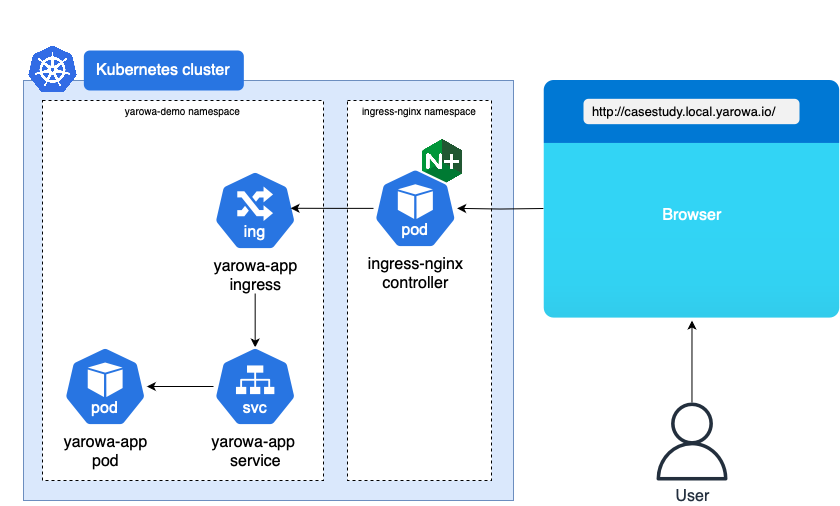 Kubernetes cluster
yarowa-demo namespace
ingress-nginx namespace
http://casestudy.local.yarowa.io/
N+
ing
pod
Browser
yarowa-app
ingress
ingress-nginx
controller
pod
svc
yarowa-app
pod
yarowa-app
service
User